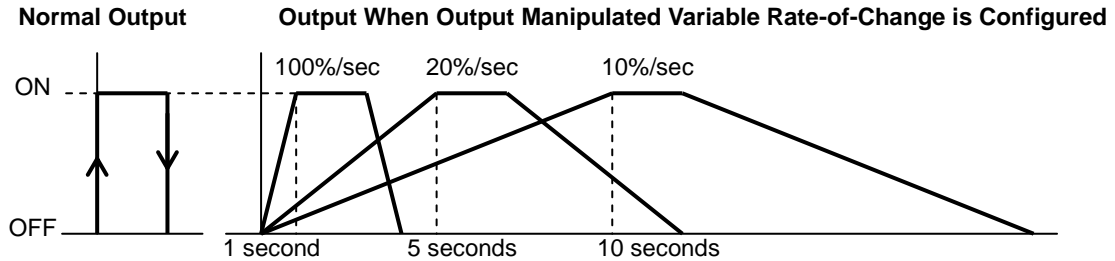 Normal Output
Output When Output Manipulated Variable Rate-of-Change is Configured
100%/sec
20%/sec
10%/sec
ON
OFF
1 second
5 seconds
10 seconds